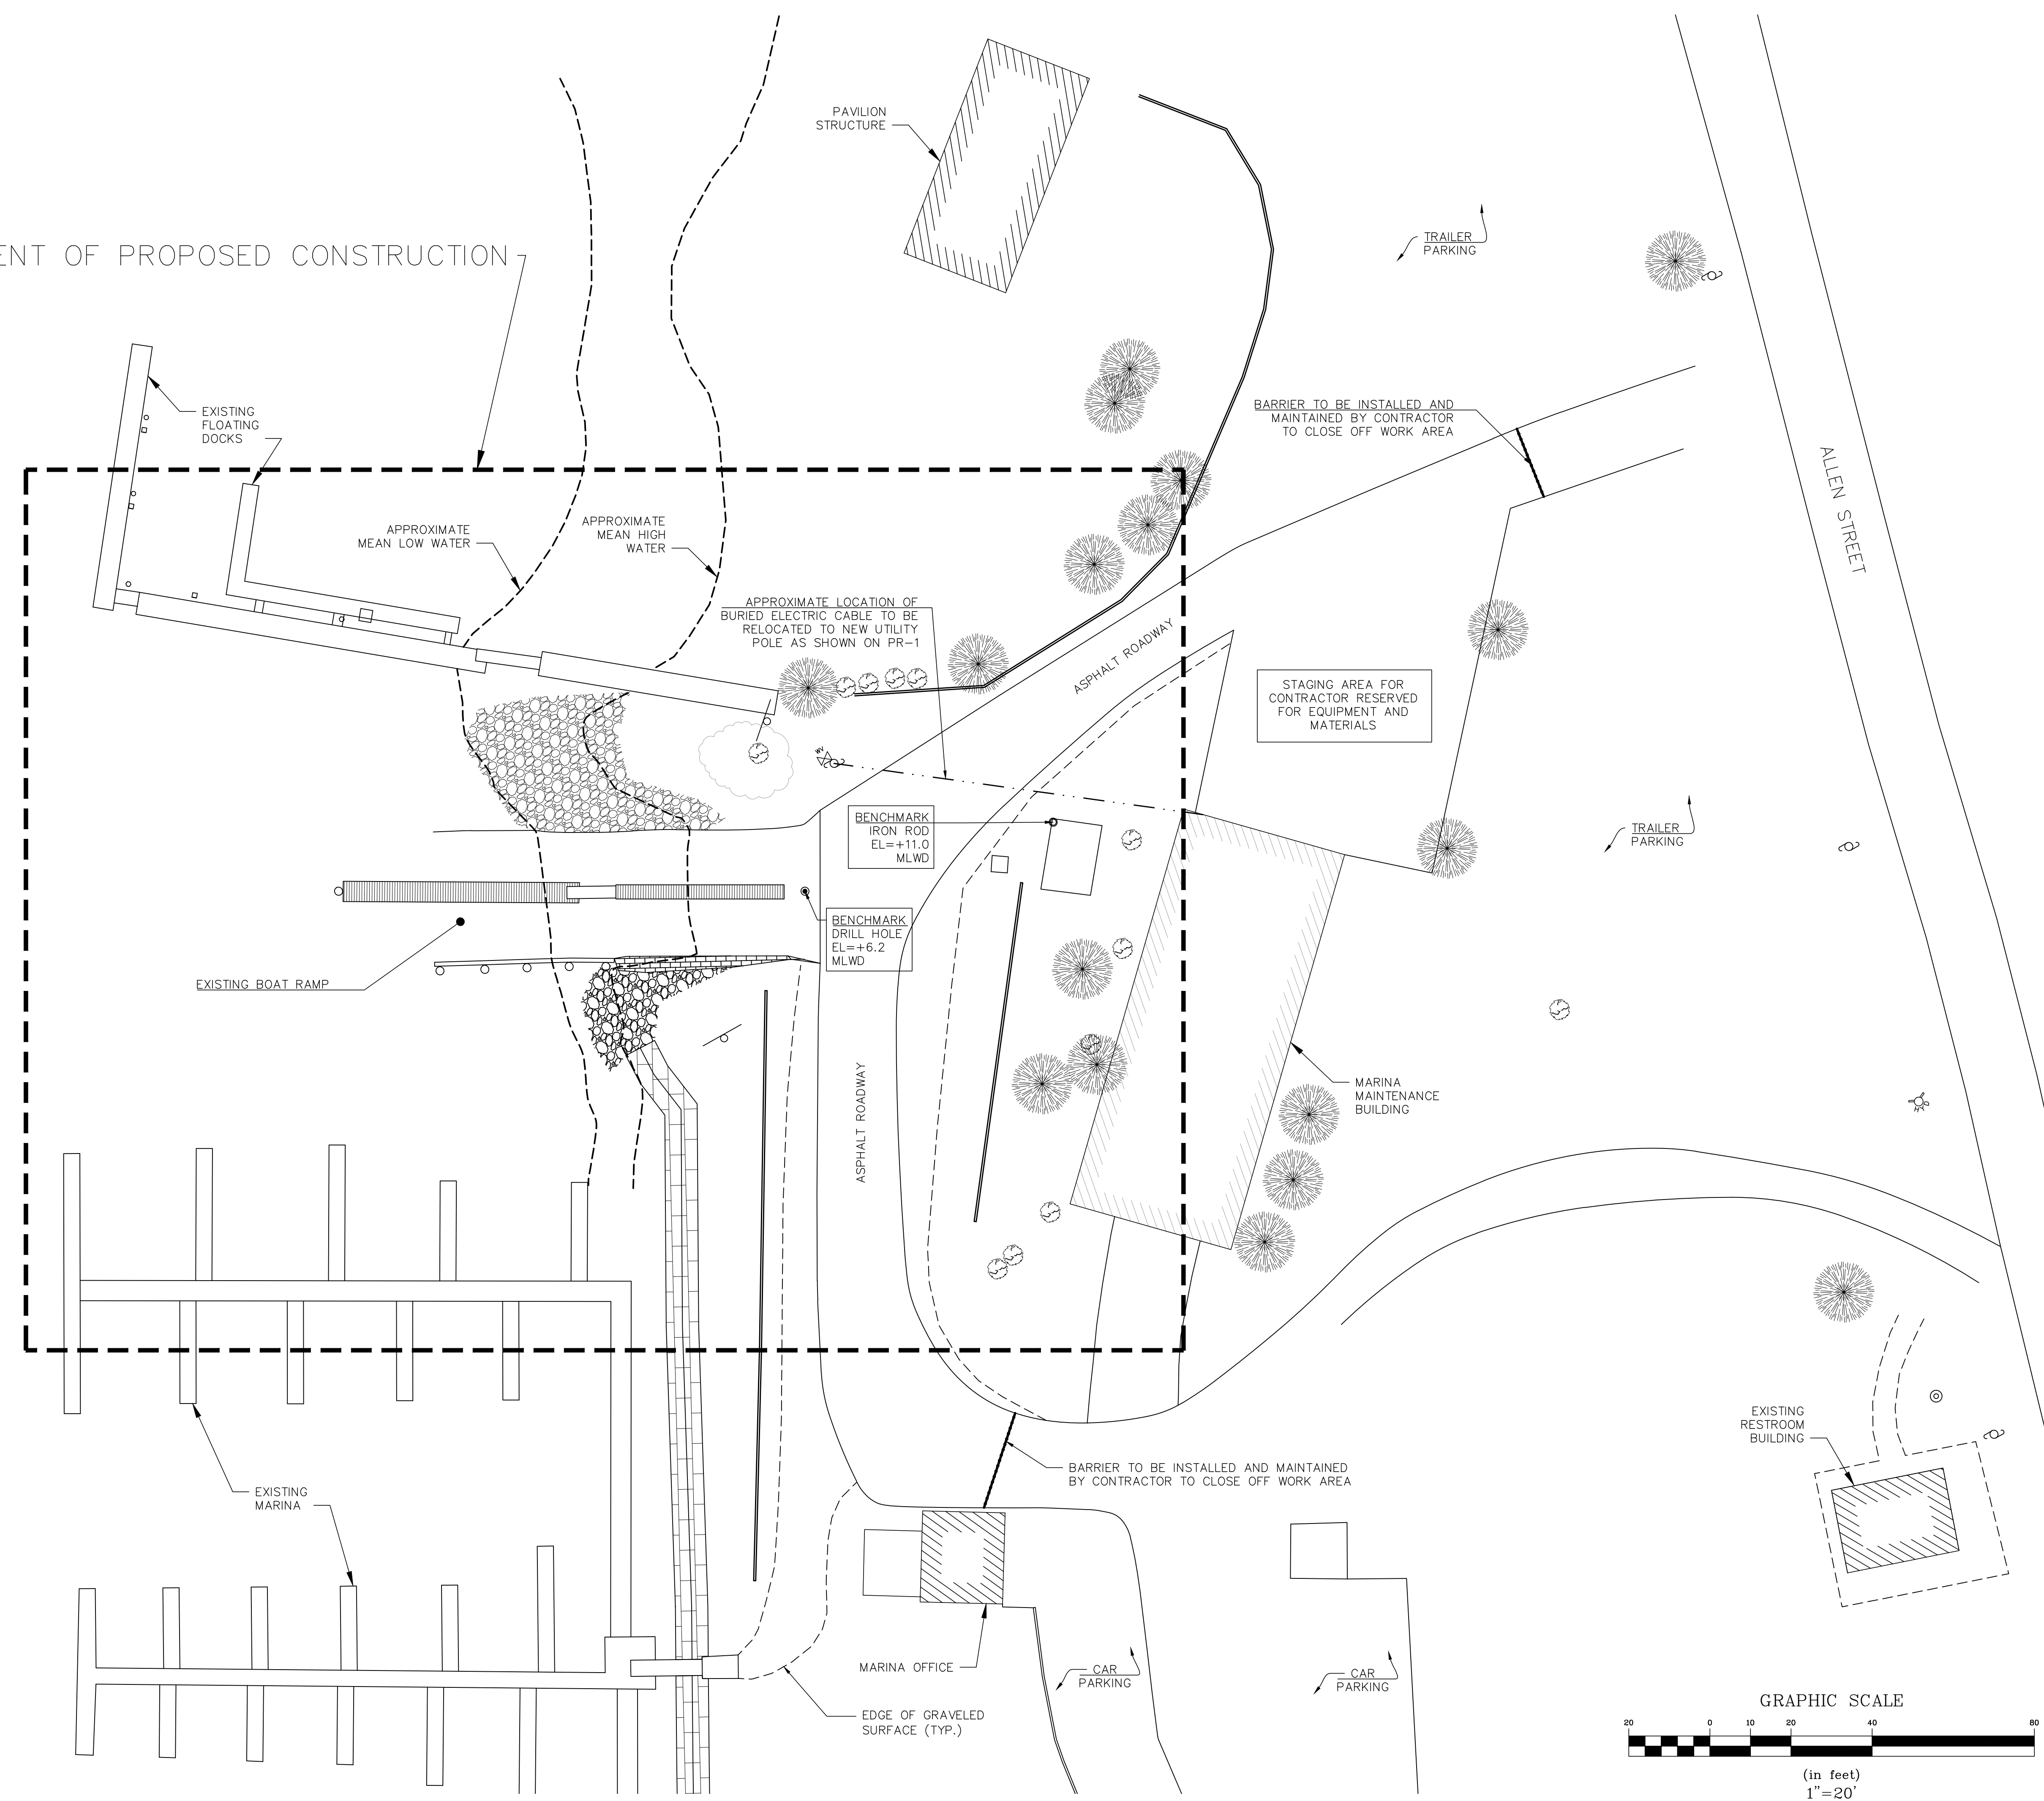 PAVILION
STRUCTURE
TRAILER
PARKING
ENT OF PROPOSED CONSTRUCTION
EXISTING
FLOATING
DOCKS
BARRIER TO BE INSTALLED AND
MAINTAINED BY CONTRACTOR
TO CLOSE OFF WORK AREA
ALLEN STREET
APPROXIMATE
MEAN LOW WATER
APPROXIMATE
MEAN HIGH
WATER
APPROXIMATE LOCATION OF
BURIED ELECTRIC CABLE TO BE
RELOCATED TO NEW UTILITY
POLE AS SHOWN ON PR-1
ASPHALT ROADWAY
STAGING AREA FOR
CONTRACTOR RESERVED
FOR EQUIPMENT AND
MATERIALS
WV
BENCHMARK
IRON ROD
EL=+11.0
MLWD
TRAILER
PARKING
BENCHMARK
DRILL HOLE
EL=+6.2
MLWD
EXISTING BOAT RAMP
ASPHALT ROADWAY
MARINA
MAINTENANCE
BUILDING
EXISTING
RESTROOM
BUILDING
BARRIER TO BE INSTALLED AND MAINTAINED
BY CONTRACTOR TO CLOSE OFF WORK AREA
EXISTING
MARINA
MARINA OFFICE
CAR
PARKING
CAR
PARKING
EDGE OF GRAVELED
SURFACE (TYP.)
GRAPHIC SCALE
20 0 10 20 40 80
(in feet)
1"=20'